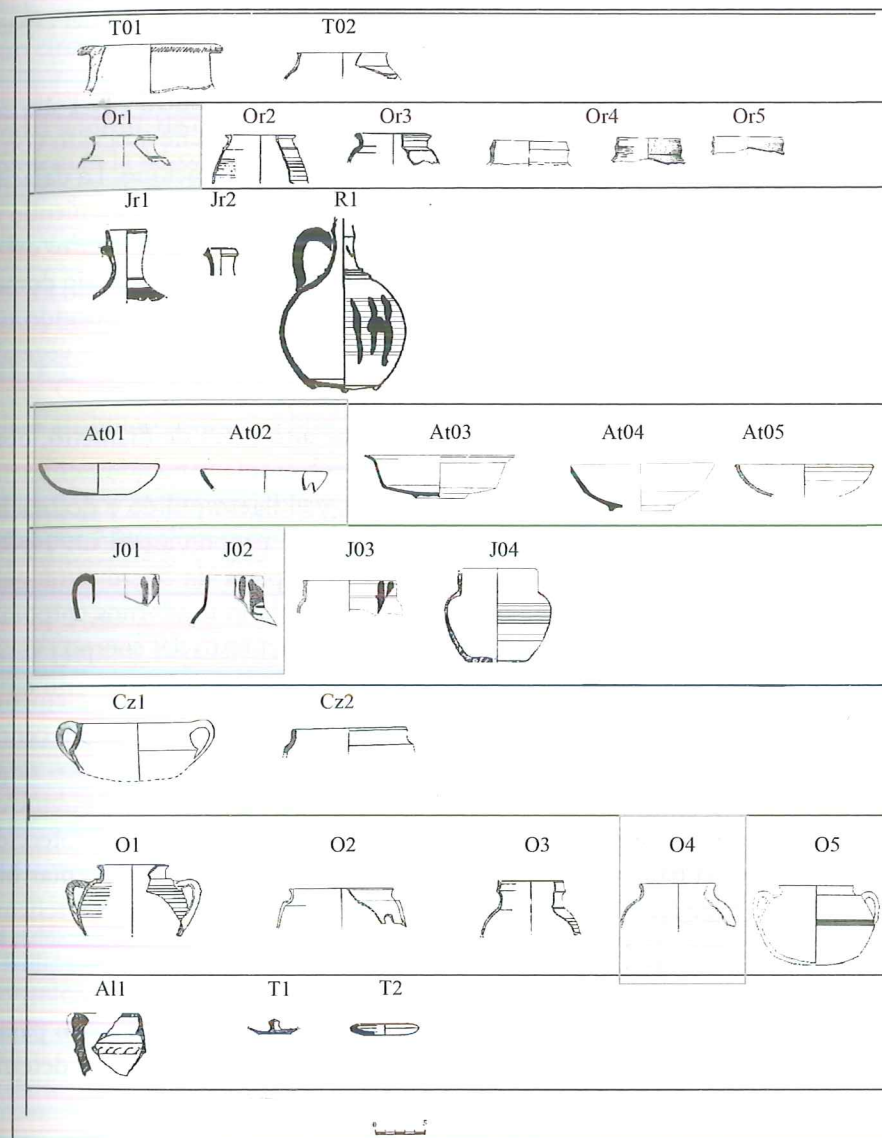 T01 T02
Or1 Or2 Or3 Or4 Or5
Jr1 Jr2 R1
At01 At02 At03 At04 At05
J01 J02 J03 J04
Cz1 Cz2
O1 O2 O3 O4 O5
Al1 T1 T2
0 5